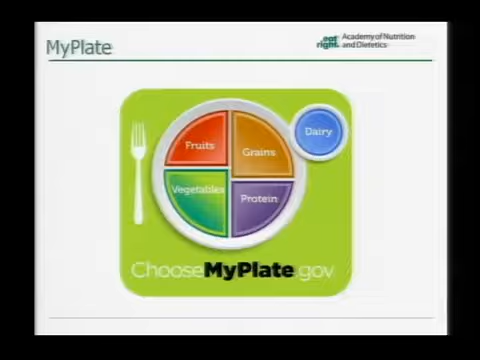 MyPlate
eat right. Academy of Nutrition
and Dietetics
Dairy
Fruits
Grains
Vegetables
Protein
ChooseMyPlate.gov